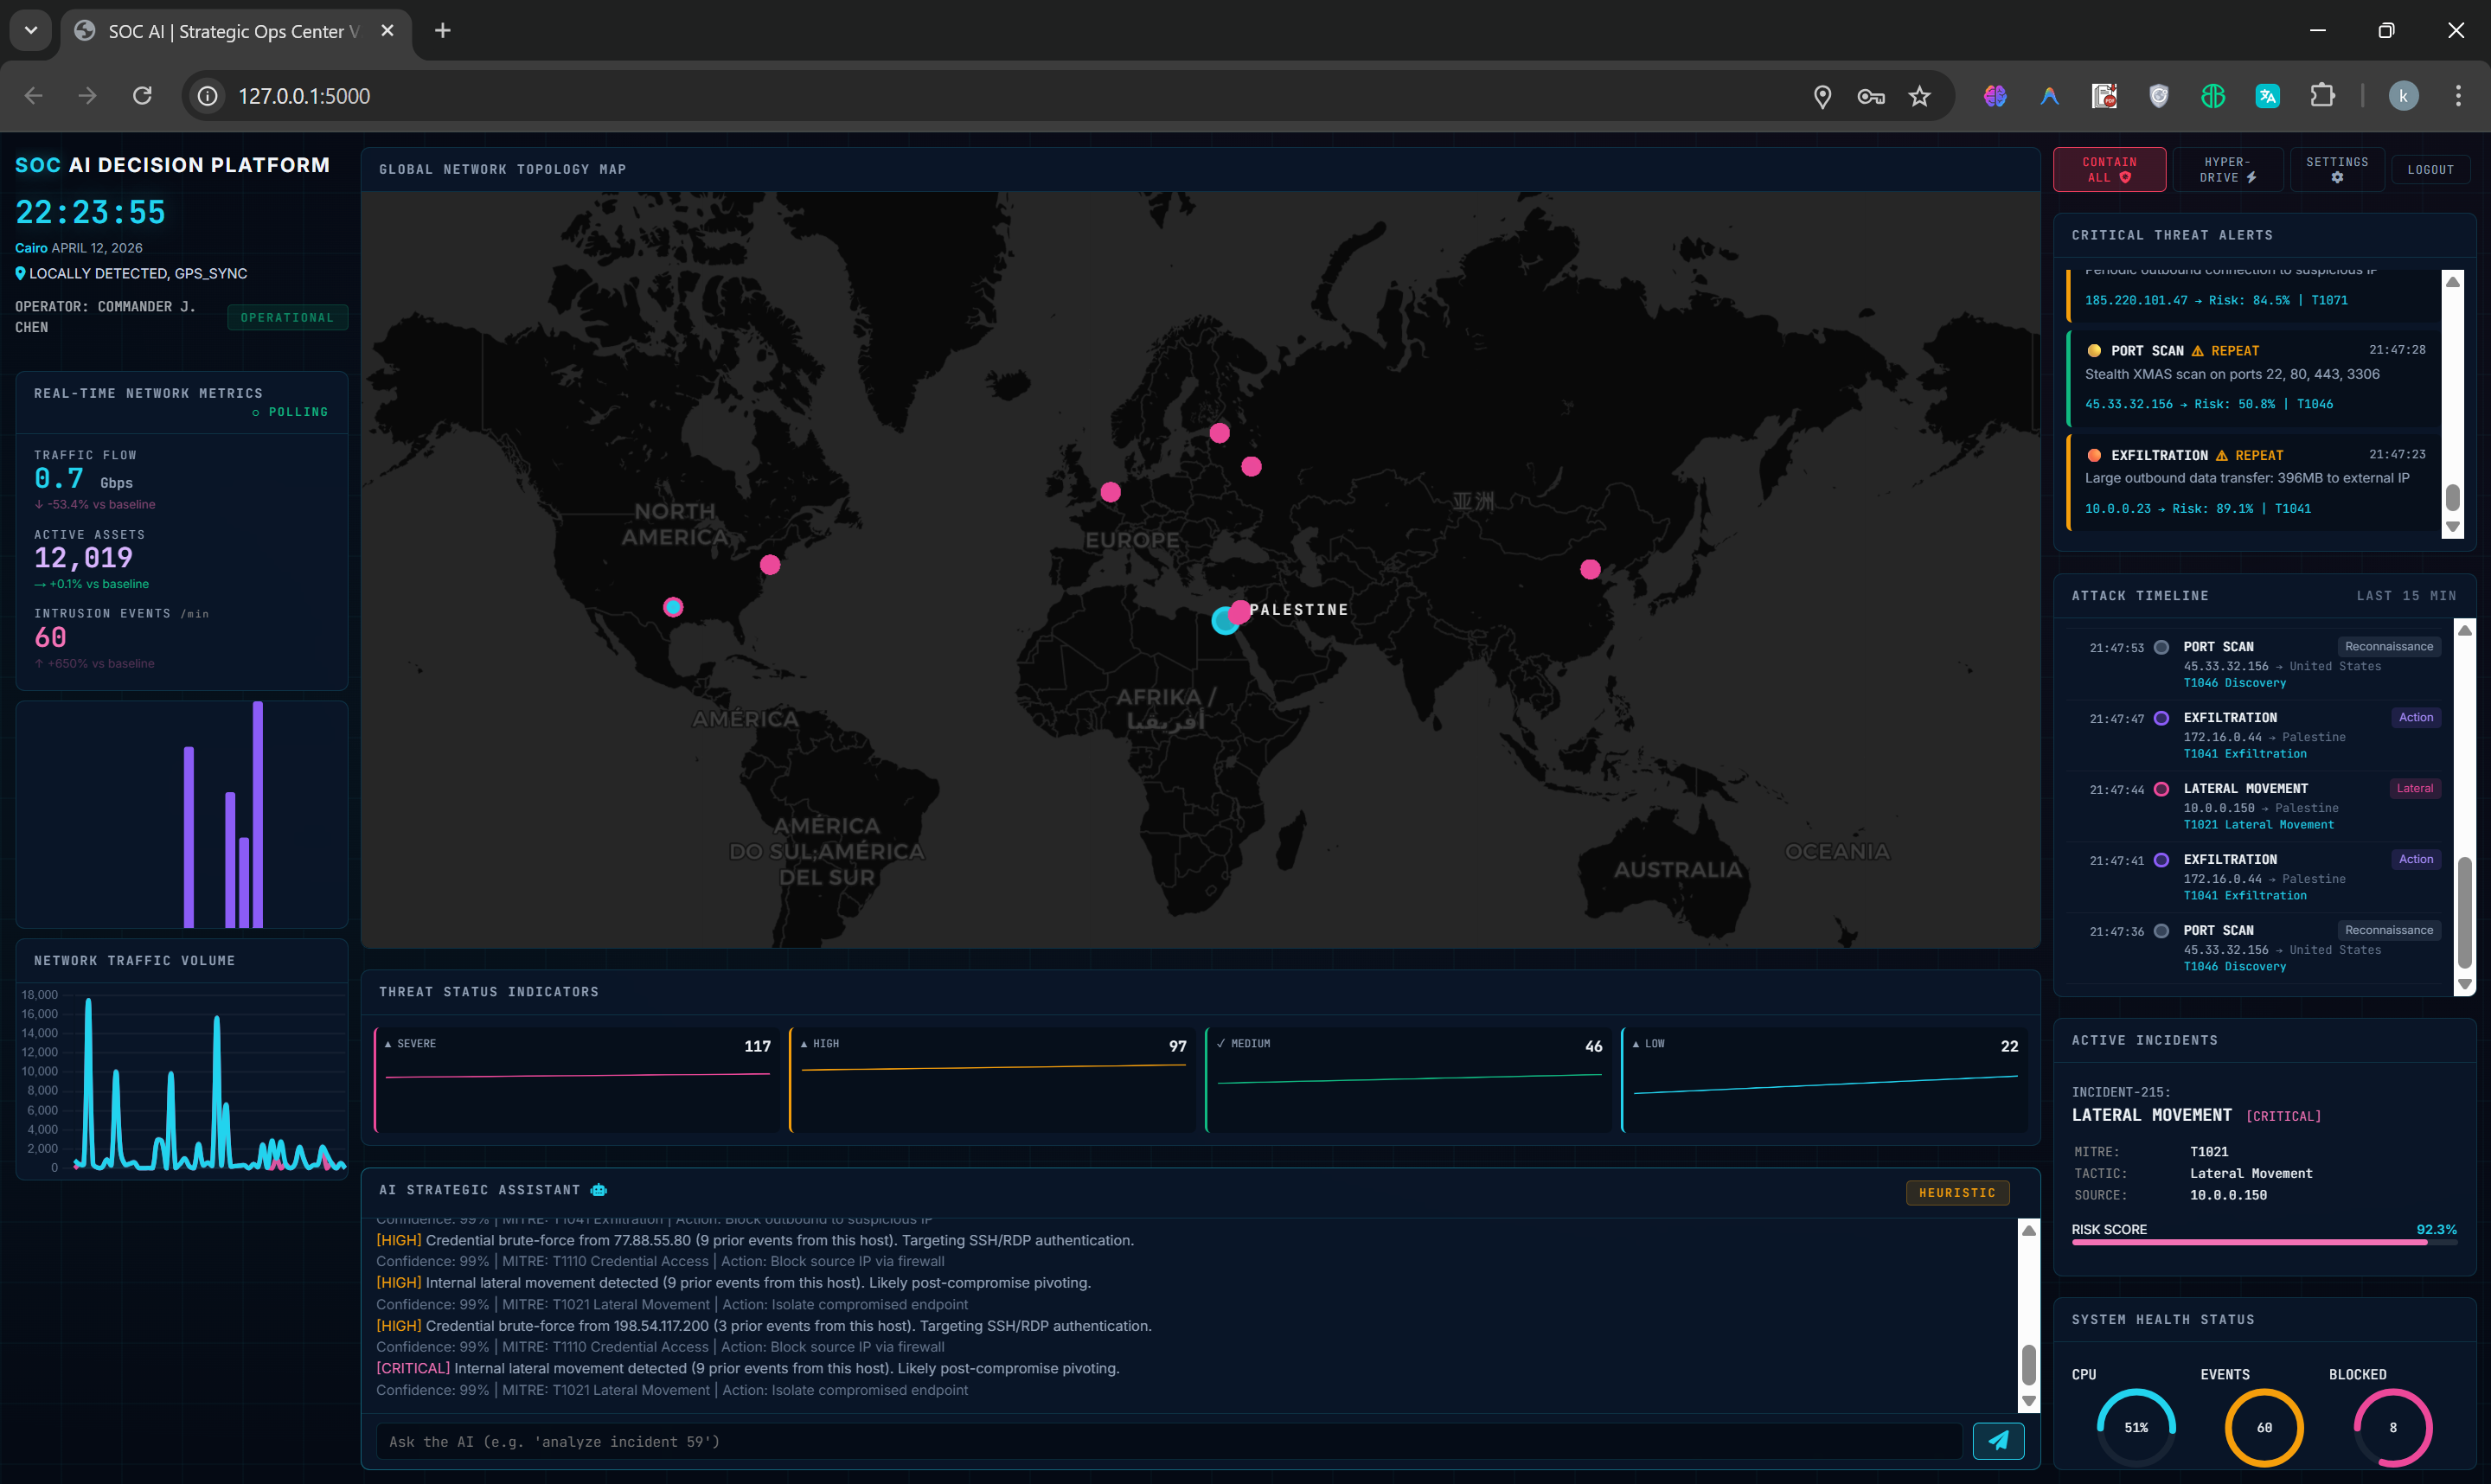 SOC AI | Strategic Ops Center V
127.0.0.1:5000
k
SOC AI DECISION PLATFORM
22:23:55
Cairo APRIL 12, 2026
LOCALLY DETECTED, GPS_SYNC
OPERATOR: COMMANDER J.
CHEN
OPERATIONAL
REAL-TIME NETWORK METRICS
○ POLLING
TRAFFIC FLOW
0.7 Gbps
↓ -53.4% vs baseline
ACTIVE ASSETS
12,019
→ +0.1% vs baseline
INTRUSION EVENTS /min
60
↑ +650% vs baseline
NETWORK TRAFFIC VOLUME
18,000
16,000
14,000
12,000
10,000
8,000
6,000
4,000
2,000
0
GLOBAL NETWORK TOPOLOGY MAP
NORTH
AMERICA
EUROPE
亚洲
PALESTINE
AFRIKA /
أفريقيا
AMÉRICA
AMÉRICA
DO SUL;AMÉRICA
DEL SUR
AUSTRALIA
OCEANIA
THREAT STATUS INDICATORS
▲ SEVERE 117
▲ HIGH 97
✓ MEDIUM 46
▲ LOW 22
AI STRATEGIC ASSISTANT
HEURISTIC
Confidence: 99% | MITRE: T1041 Exfiltration | Action: Block outbound to suspicious IP
[HIGH] Credential brute-force from 77.88.55.80 (9 prior events from this host). Targeting SSH/RDP authentication.
Confidence: 99% | MITRE: T1110 Credential Access | Action: Block source IP via firewall
[HIGH] Internal lateral movement detected (9 prior events from this host). Likely post-compromise pivoting.
Confidence: 99% | MITRE: T1021 Lateral Movement | Action: Isolate compromised endpoint
[HIGH] Credential brute-force from 198.54.117.200 (3 prior events from this host). Targeting SSH/RDP authentication.
Confidence: 99% | MITRE: T1110 Credential Access | Action: Block source IP via firewall
[CRITICAL] Internal lateral movement detected (9 prior events from this host). Likely post-compromise pivoting.
Confidence: 99% | MITRE: T1021 Lateral Movement | Action: Isolate compromised endpoint
Ask the AI (e.g. 'analyze incident 59')
CONTAIN
ALL
HYPER-
DRIVE
SETTINGS
LOGOUT
CRITICAL THREAT ALERTS
Periodic outbound connection to suspicious IP
185.220.101.47 → Risk: 84.5% | T1071
PORT SCAN ⚠ REPEAT 21:47:28
Stealth XMAS scan on ports 22, 80, 443, 3306
45.33.32.156 → Risk: 50.8% | T1046
EXFILTRATION ⚠ REPEAT 21:47:23
Large outbound data transfer: 396MB to external IP
10.0.0.23 → Risk: 89.1% | T1041
ATTACK TIMELINE LAST 15 MIN
21:47:53 PORT SCAN Reconnaissance
45.33.32.156 → United States
T1046 Discovery
21:47:47 EXFILTRATION Action
172.16.0.44 → Palestine
T1041 Exfiltration
21:47:44 LATERAL MOVEMENT Lateral
10.0.0.150 → Palestine
T1021 Lateral Movement
21:47:41 EXFILTRATION Action
172.16.0.44 → Palestine
T1041 Exfiltration
21:47:36 PORT SCAN Reconnaissance
45.33.32.156 → United States
T1046 Discovery
ACTIVE INCIDENTS
INCIDENT-215:
LATERAL MOVEMENT [CRITICAL]
MITRE: T1021
TACTIC: Lateral Movement
SOURCE: 10.0.0.150
RISK SCORE 92.3%
SYSTEM HEALTH STATUS
CPU EVENTS BLOCKED
51% 60 8